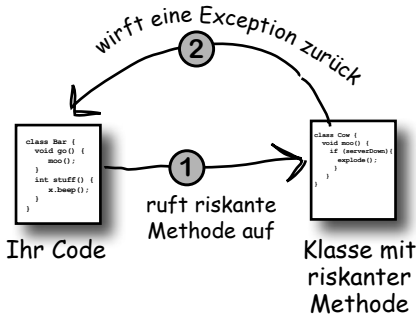 wirft eine Exception zurück
2
class Bar {
void go() {
moo();
}
int stuff() {
x.beep();
}
}
1
class Cow {
void moo() {
if (serverDown){
explode();
}
}
}
ruft riskante
Methode auf
Ihr Code
Klasse mit
riskanter
Methode